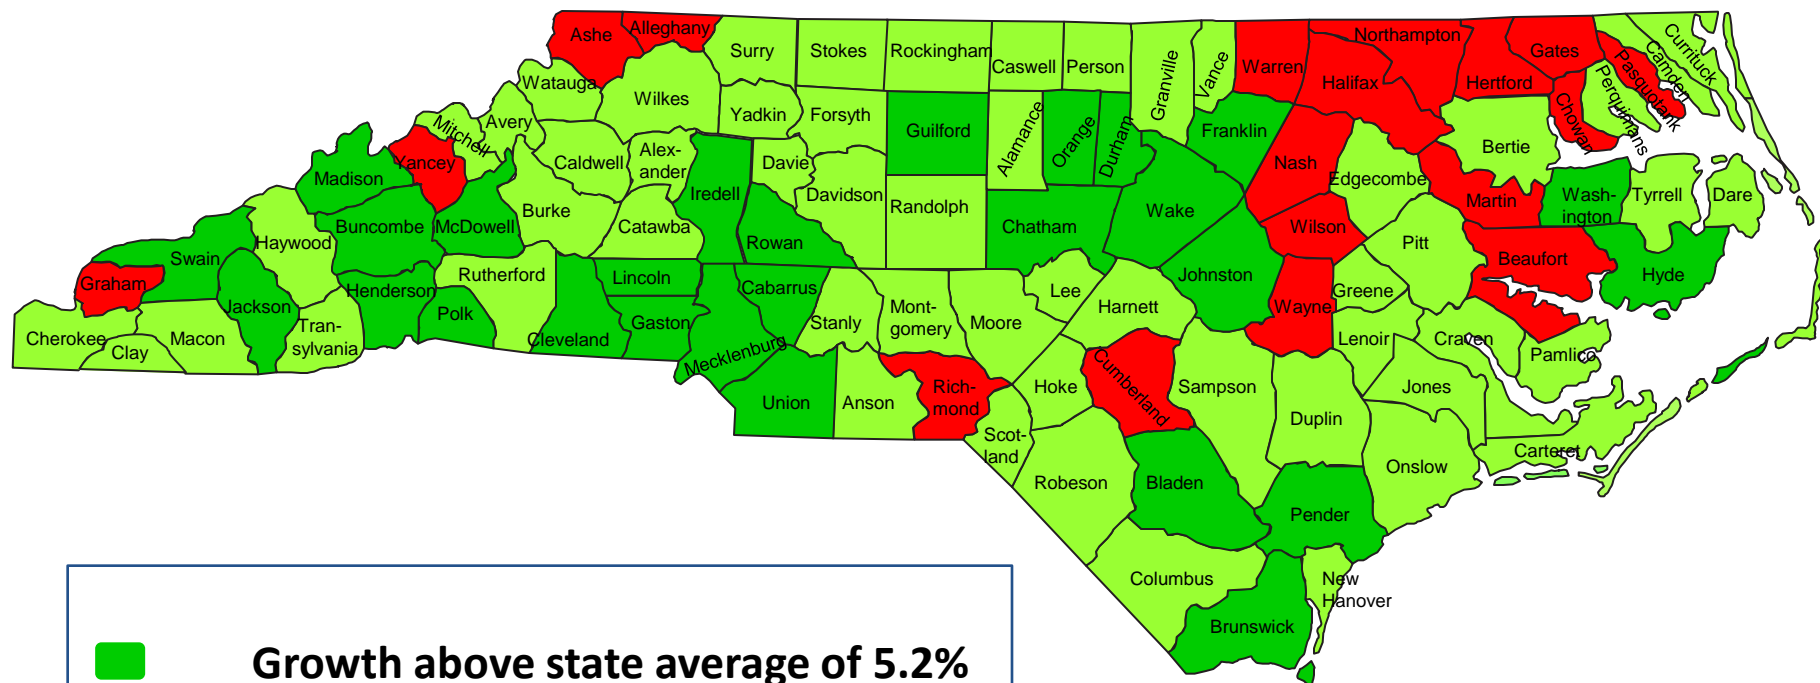 Ashe
Alleghany
Surry
Stokes
Rockingham
Caswell
Person
Granville
Vance
Warren
Northampton
Halifax
Hertford
Gates
Pasquotank
Camden
Currituck
Perquimans
Chowan
Watauga
Wilkes
Yadkin
Forsyth
Guilford
Alamance
Orange
Durham
Franklin
Nash
Edgecombe
Bertie
Mitchell
Avery
Yancey
Madison
Caldwell
Alex-
ander
Davie
Iredell
Davidson
Randolph
Chatham
Wake
Wilson
Martin
Wash-
ington
Tyrrell
Dare
Buncombe
McDowell
Burke
Catawba
Rowan
Haywood
Swain
Graham
Jackson
Henderson
Polk
Rutherford
Cleveland
Lincoln
Gaston
Mecklenburg
Cabarrus
Stanly
Mont-
gomery
Moore
Lee
Harnett
Johnston
Wayne
Greene
Pitt
Beaufort
Hyde
Cherokee
Clay
Macon
Tran-
sylvania
Union
Anson
Rich-
mond
Scot-
land
Hoke
Cumberland
Sampson
Duplin
Lenoir
Jones
Craven
Pamlico
Carteret
Onslow
Robeson
Bladen
Pender
Columbus
Brunswick
New
Hanover
Growth above state average of 5.2%